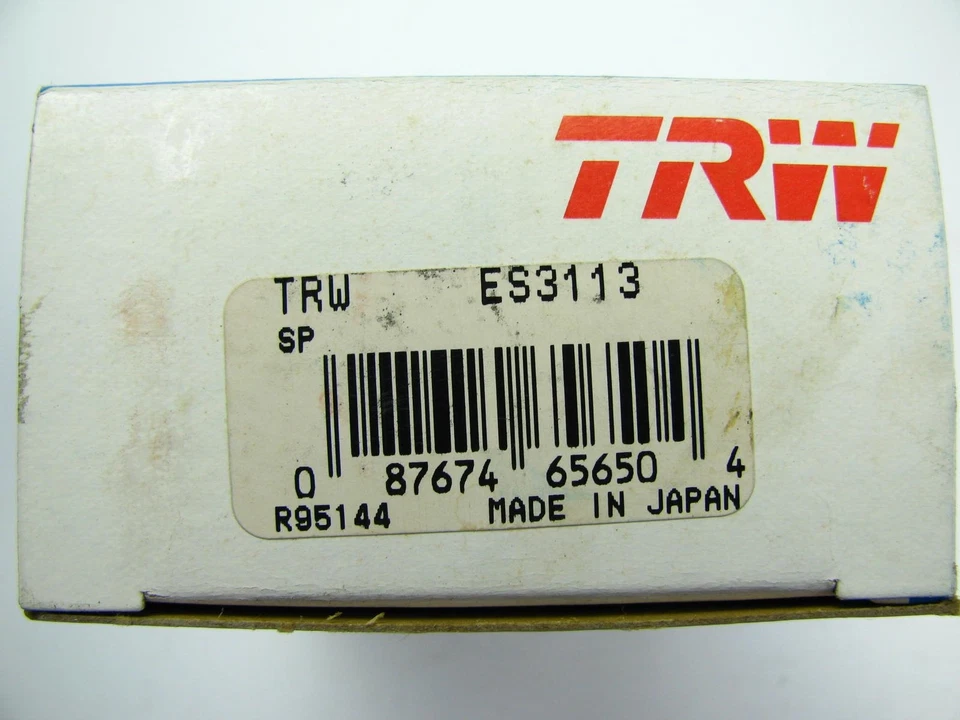 TRW
TRW ES3113
SP
0 87674 65650 4
R95144 MADE IN JAPAN